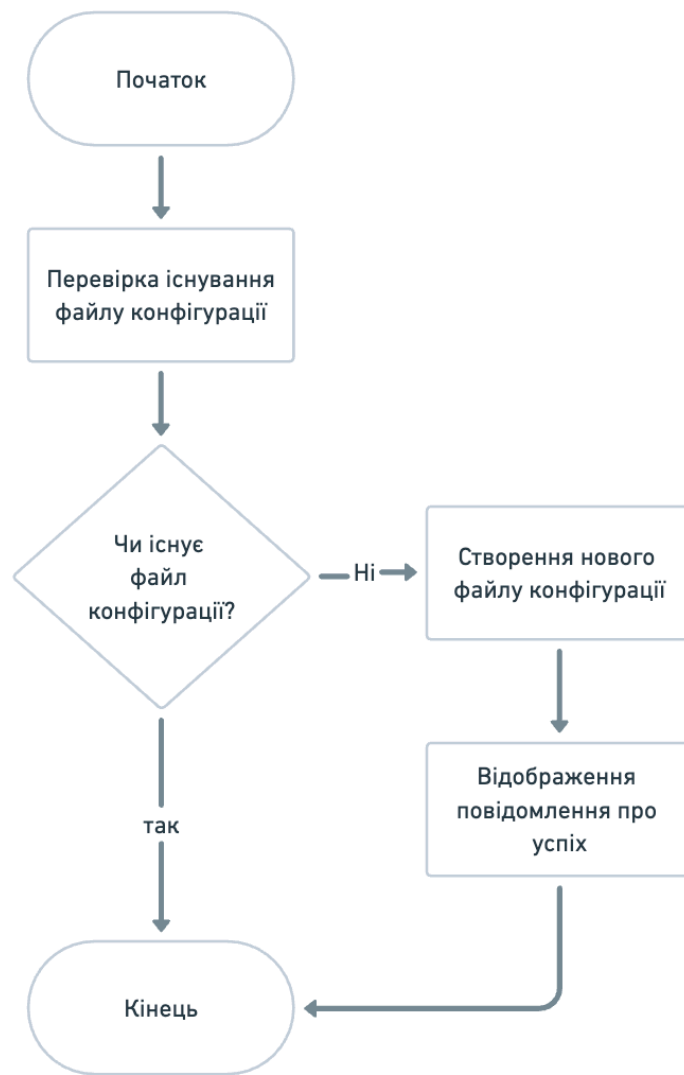 Початок
Перевірка існування
файлу конфігурації
Чи існує
файл
конфігурації?
Ні
Створення нового
файлу конфігурації
Відображення
повідомлення про
успіх
так
Кінець